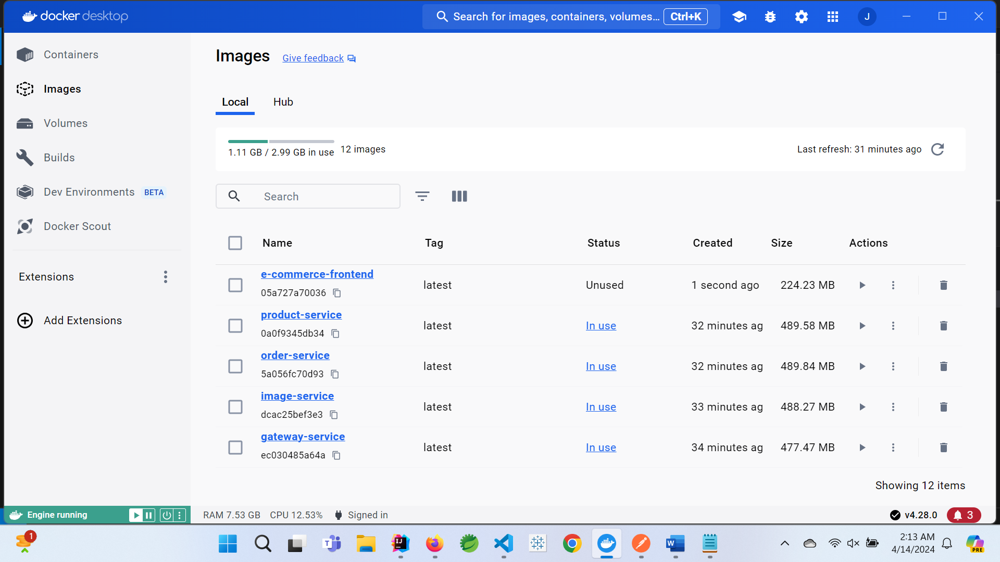 docker desktop
Search for images, containers, volumes... Ctrl+K
J
Containers
Images
Volumes
Builds
Dev Environments BETA
Docker Scout
Extensions
Add Extensions
Images Give feedback
Local Hub
1.11 GB / 2.99 GB in use 12 images
Last refresh: 31 minutes ago
Search
Name Tag Status Created Size Actions
e-commerce-frontend
05a727a70036
latest Unused 1 second ago 224.23 MB
product-service
0a0f9345db34
latest In use 32 minutes ag 489.58 MB
order-service
5a056fc70d93
latest In use 32 minutes ag 489.84 MB
image-service
dcac25bef3e3
latest In use 33 minutes ag 488.27 MB
gateway-service
ec030485a64a
latest In use 34 minutes ag 477.47 MB
Showing 12 items
Engine running
RAM 7.53 GB CPU 12.53% Signed in
v4.28.0 3
1
T
IJ
W
2:13 AM
4/14/2024
PRE